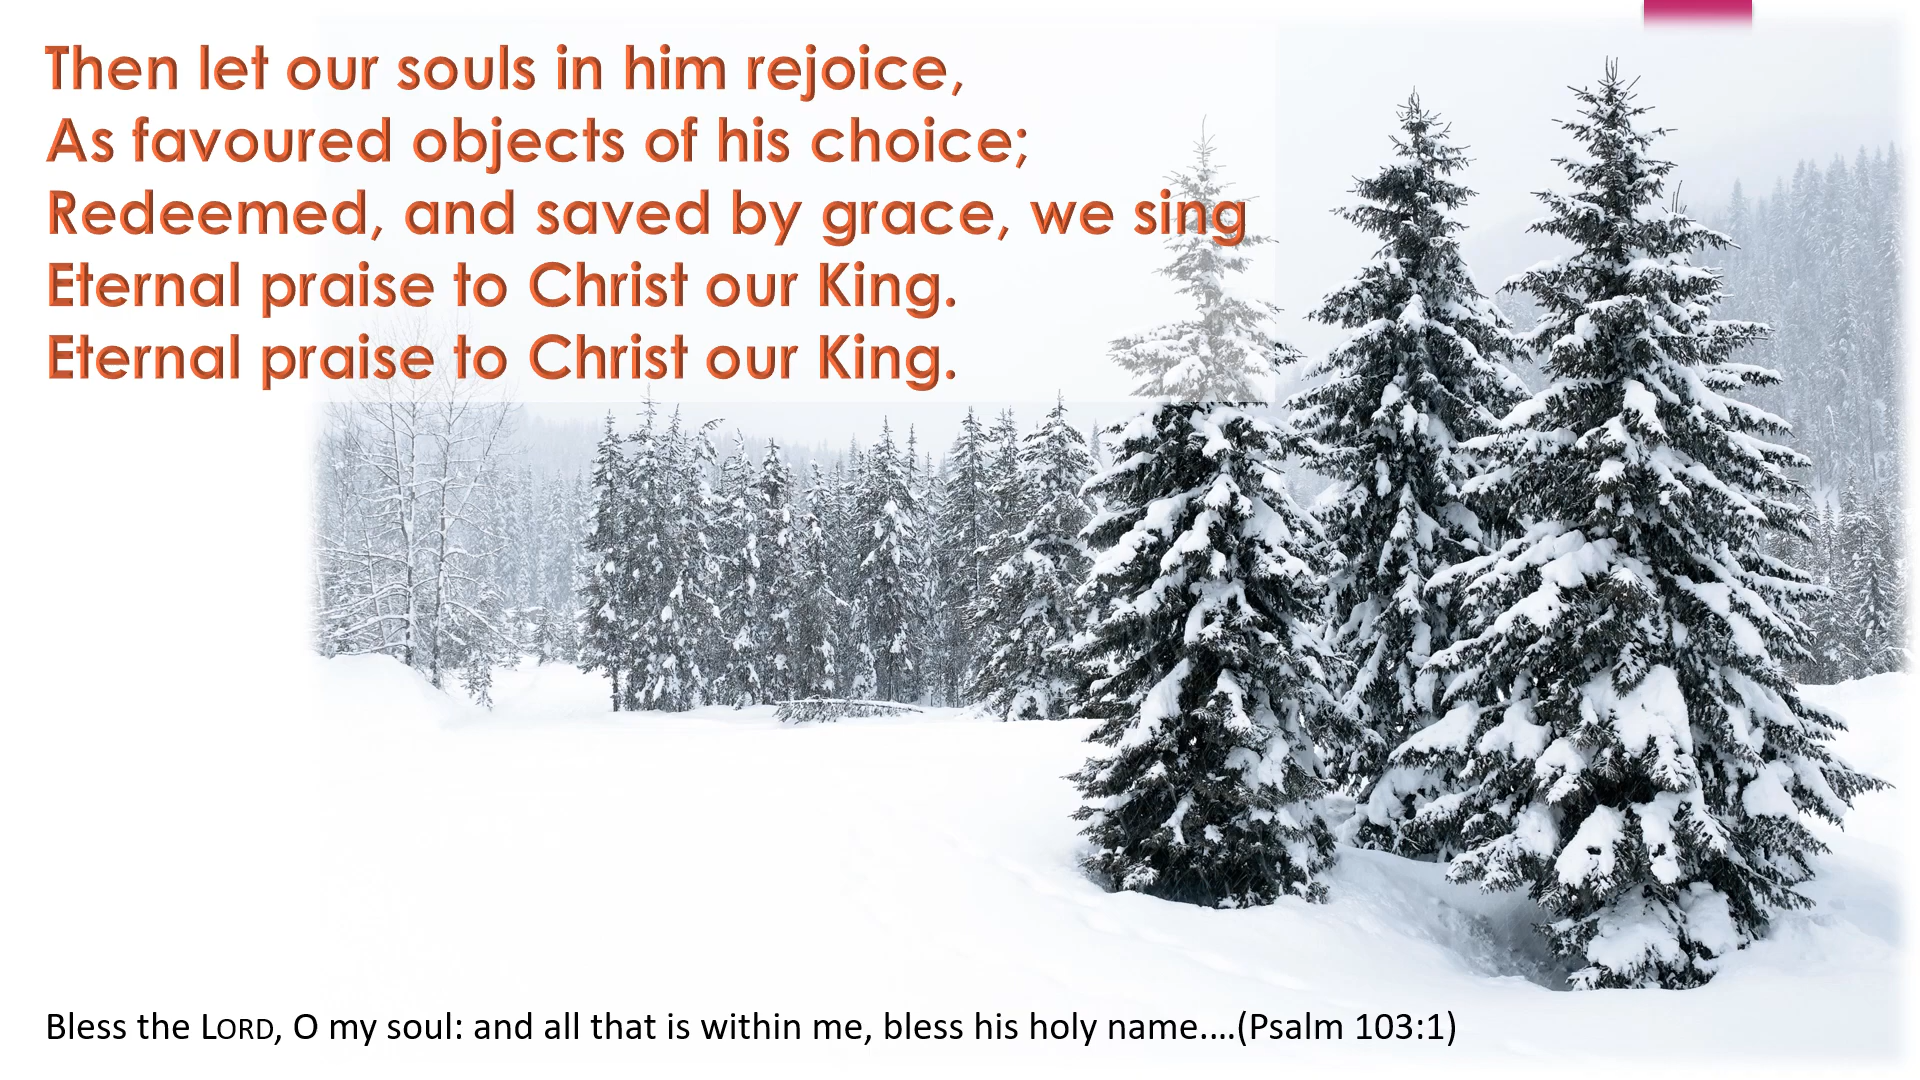 Then let our souls in him rejoice,
As favoured objects of his choice;
Redeemed, and saved by grace, we sing
Eternal praise to Christ our King.
Eternal praise to Christ our King.
Bless the LORD, O my soul: and all that is within me, bless his holy name....(Psalm 103:1)